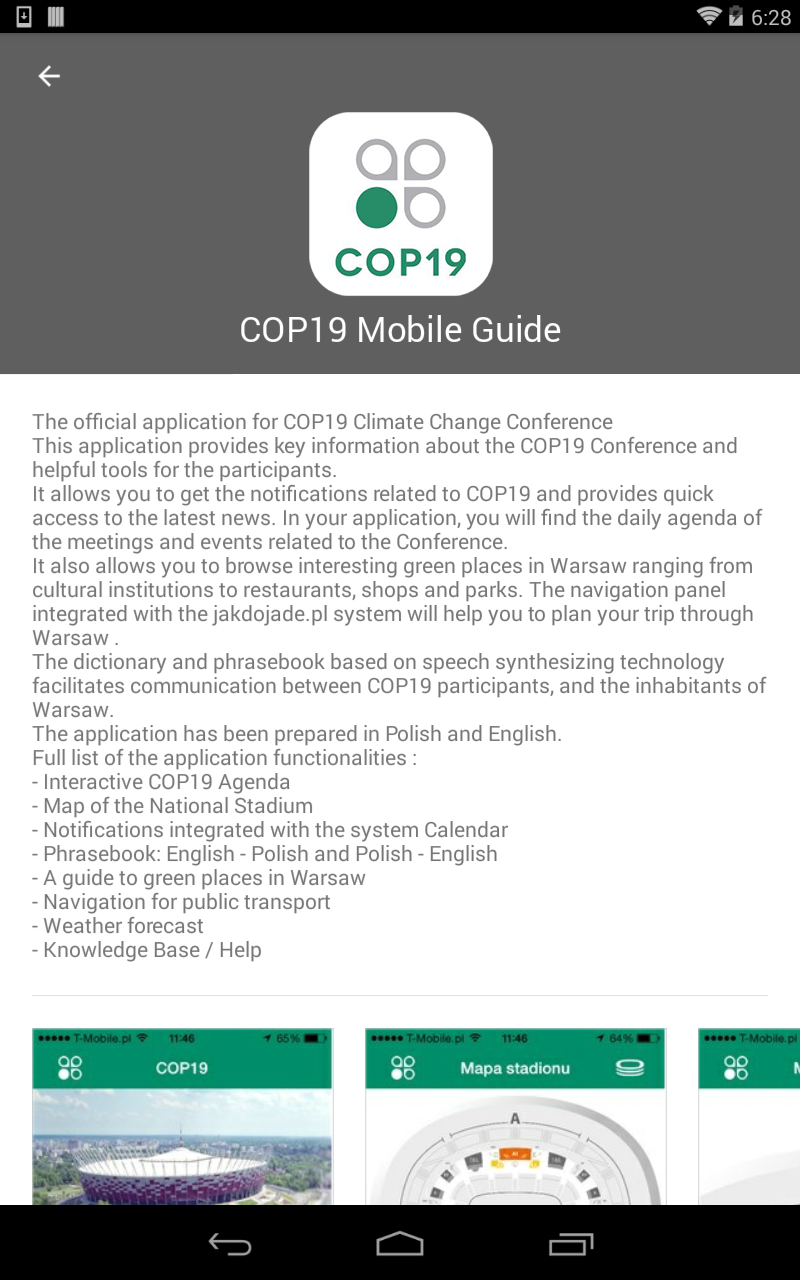 6:28
COP19
COP19 Mobile Guide
The official application for COP19 Climate Change Conference
This application provides key information about the COP19 Conference and
helpful tools for the participants.
It allows you to get the notifications related to COP19 and provides quick
access to the latest news. In your application, you will find the daily agenda of
the meetings and events related to the Conference.
It also allows you to browse interesting green places in Warsaw ranging from
cultural institutions to restaurants, shops and parks. The navigation panel
integrated with the jakdojade.pl system will help you to plan your trip through
Warsaw .
The dictionary and phrasebook based on speech synthesizing technology
facilitates communication between COP19 participants, and the inhabitants of
Warsaw.
The application has been prepared in Polish and English.
Full list of the application functionalities :
- Interactive COP19 Agenda
- Map of the National Stadium
- Notifications integrated with the system Calendar
- Phrasebook: English - Polish and Polish - English
- A guide to green places in Warsaw
- Navigation for public transport
- Weather forecast
- Knowledge Base / Help
T-Mobile.pl 11:46 65%
COP19
T-Mobile.pl 11:46 64%
Mapa stadionu
A
T-Mobile.pl